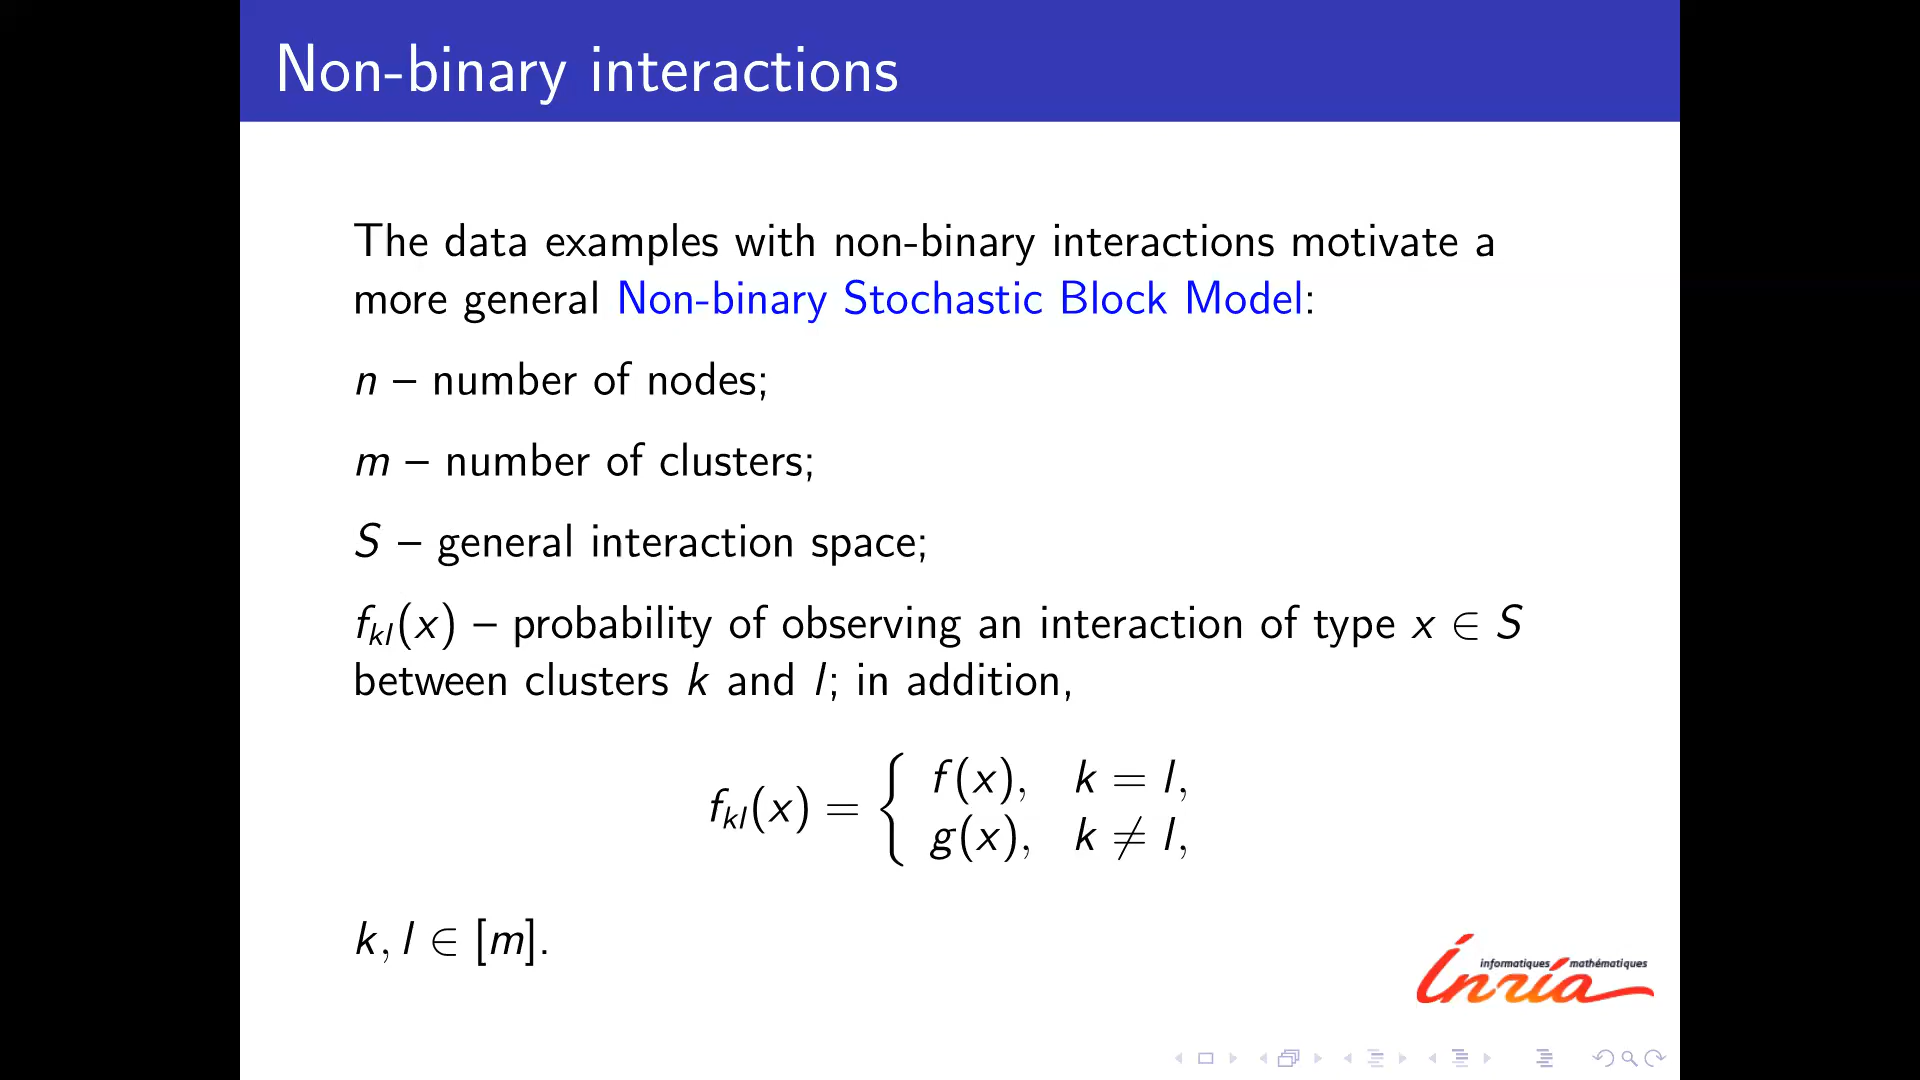 Non-binary interactions
The data examples with non-binary interactions motivate a
more general Non-binary Stochastic Block Model:
n – number of nodes;
m – number of clusters;
S – general interaction space;
f_{kl}(x) – probability of observing an interaction of type x ∈ S
between clusters k and l; in addition,
f_{kl}(x) = { f(x), k = l,
g(x), k ≠ l,
k, l ∈ [m].
informatiques mathématiques
Inria